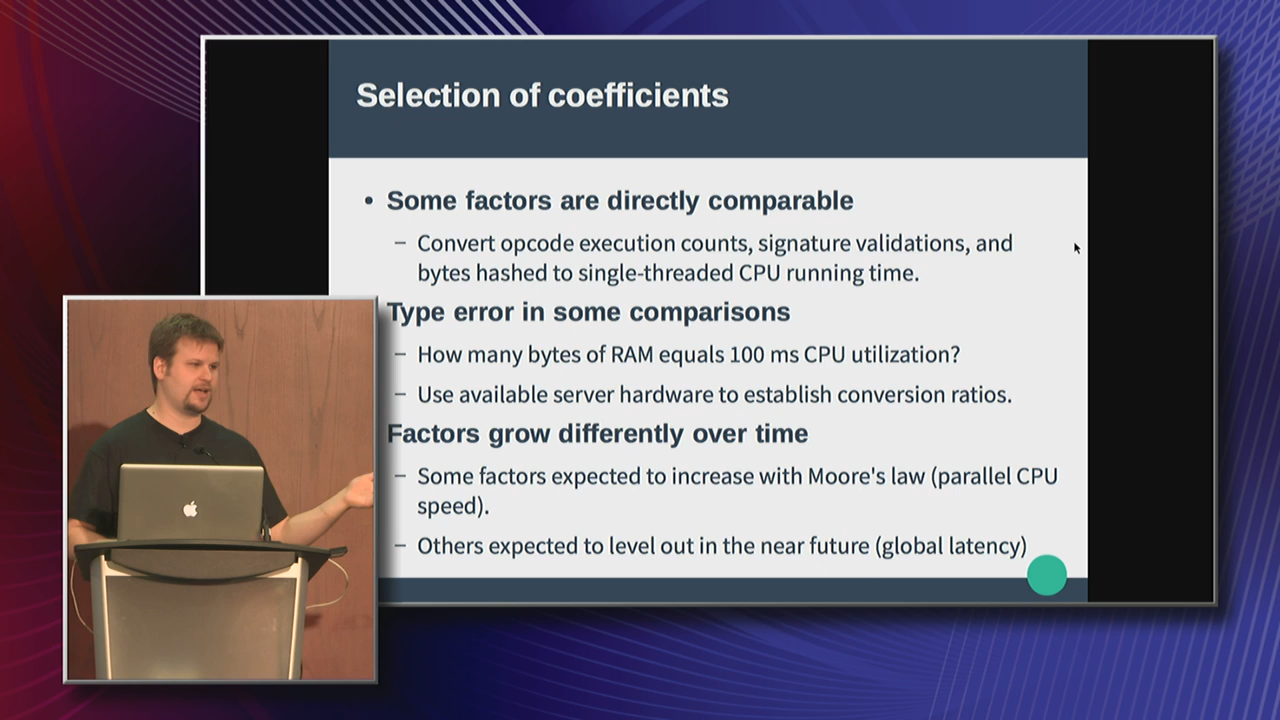 Selection of coefficients
• Some factors are directly comparable
– Convert opcode execution counts, signature validations, and
bytes hashed to single-threaded CPU running time.
Type error in some comparisons
– How many bytes of RAM equals 100 ms CPU utilization?
– Use available server hardware to establish conversion ratios.
Factors grow differently over time
– Some factors expected to increase with Moore's law (parallel CPU
speed).
– Others expected to level out in the near future (global latency)